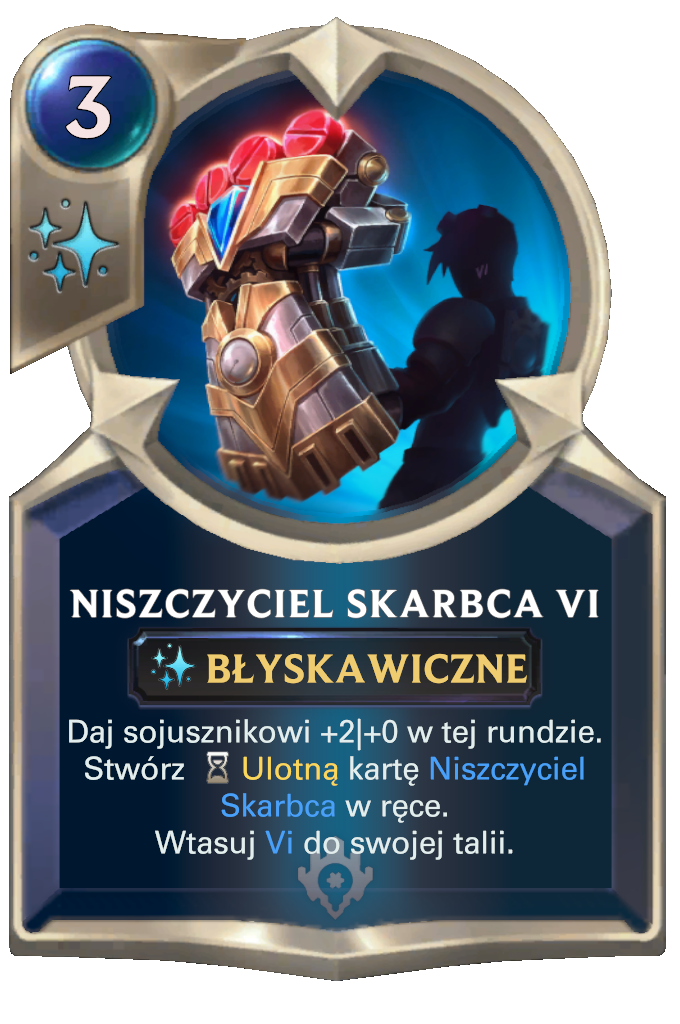 3
NISZCZYCIEL SKARBCA VI
BŁYSKAWICZNE
Daj sojusznikowi +2|+0 w tej rundzie.
Stwórz Ulotną kartę Niszczyciel
Skarbca w ręce.
Wtasuj Vi do swojej talii.